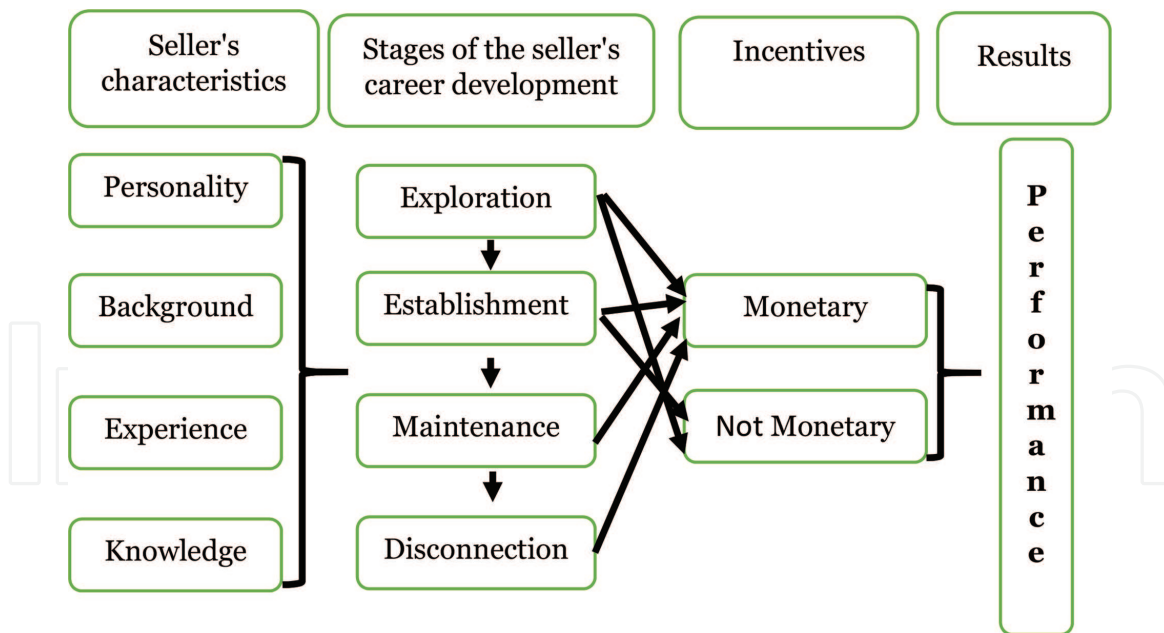 Seller's
characteristics
Stages of the seller's
career development
Incentives
Results
Personality
Background
Experience
Knowledge
Exploration
Establishment
Maintenance
Disconnection
Monetary
Not Monetary
Performance